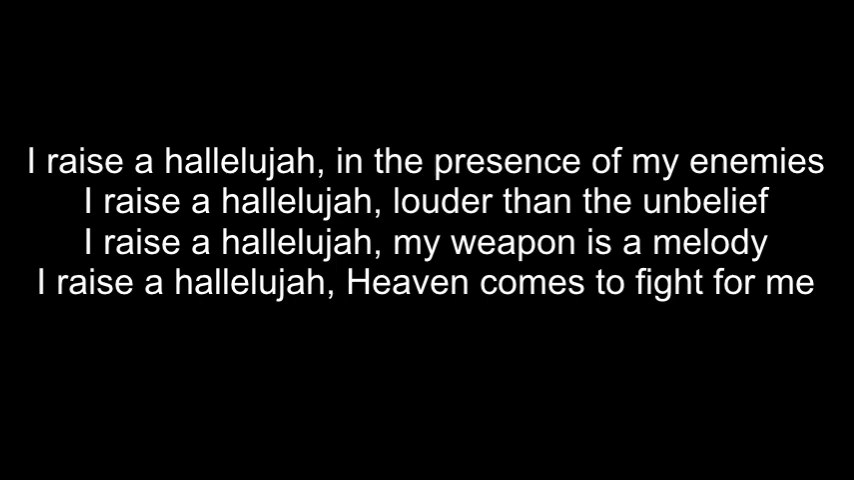 I raise a hallelujah, in the presence of my enemies
I raise a hallelujah, louder than the unbelief
I raise a hallelujah, my weapon is a melody
I raise a hallelujah, Heaven comes to fight for me